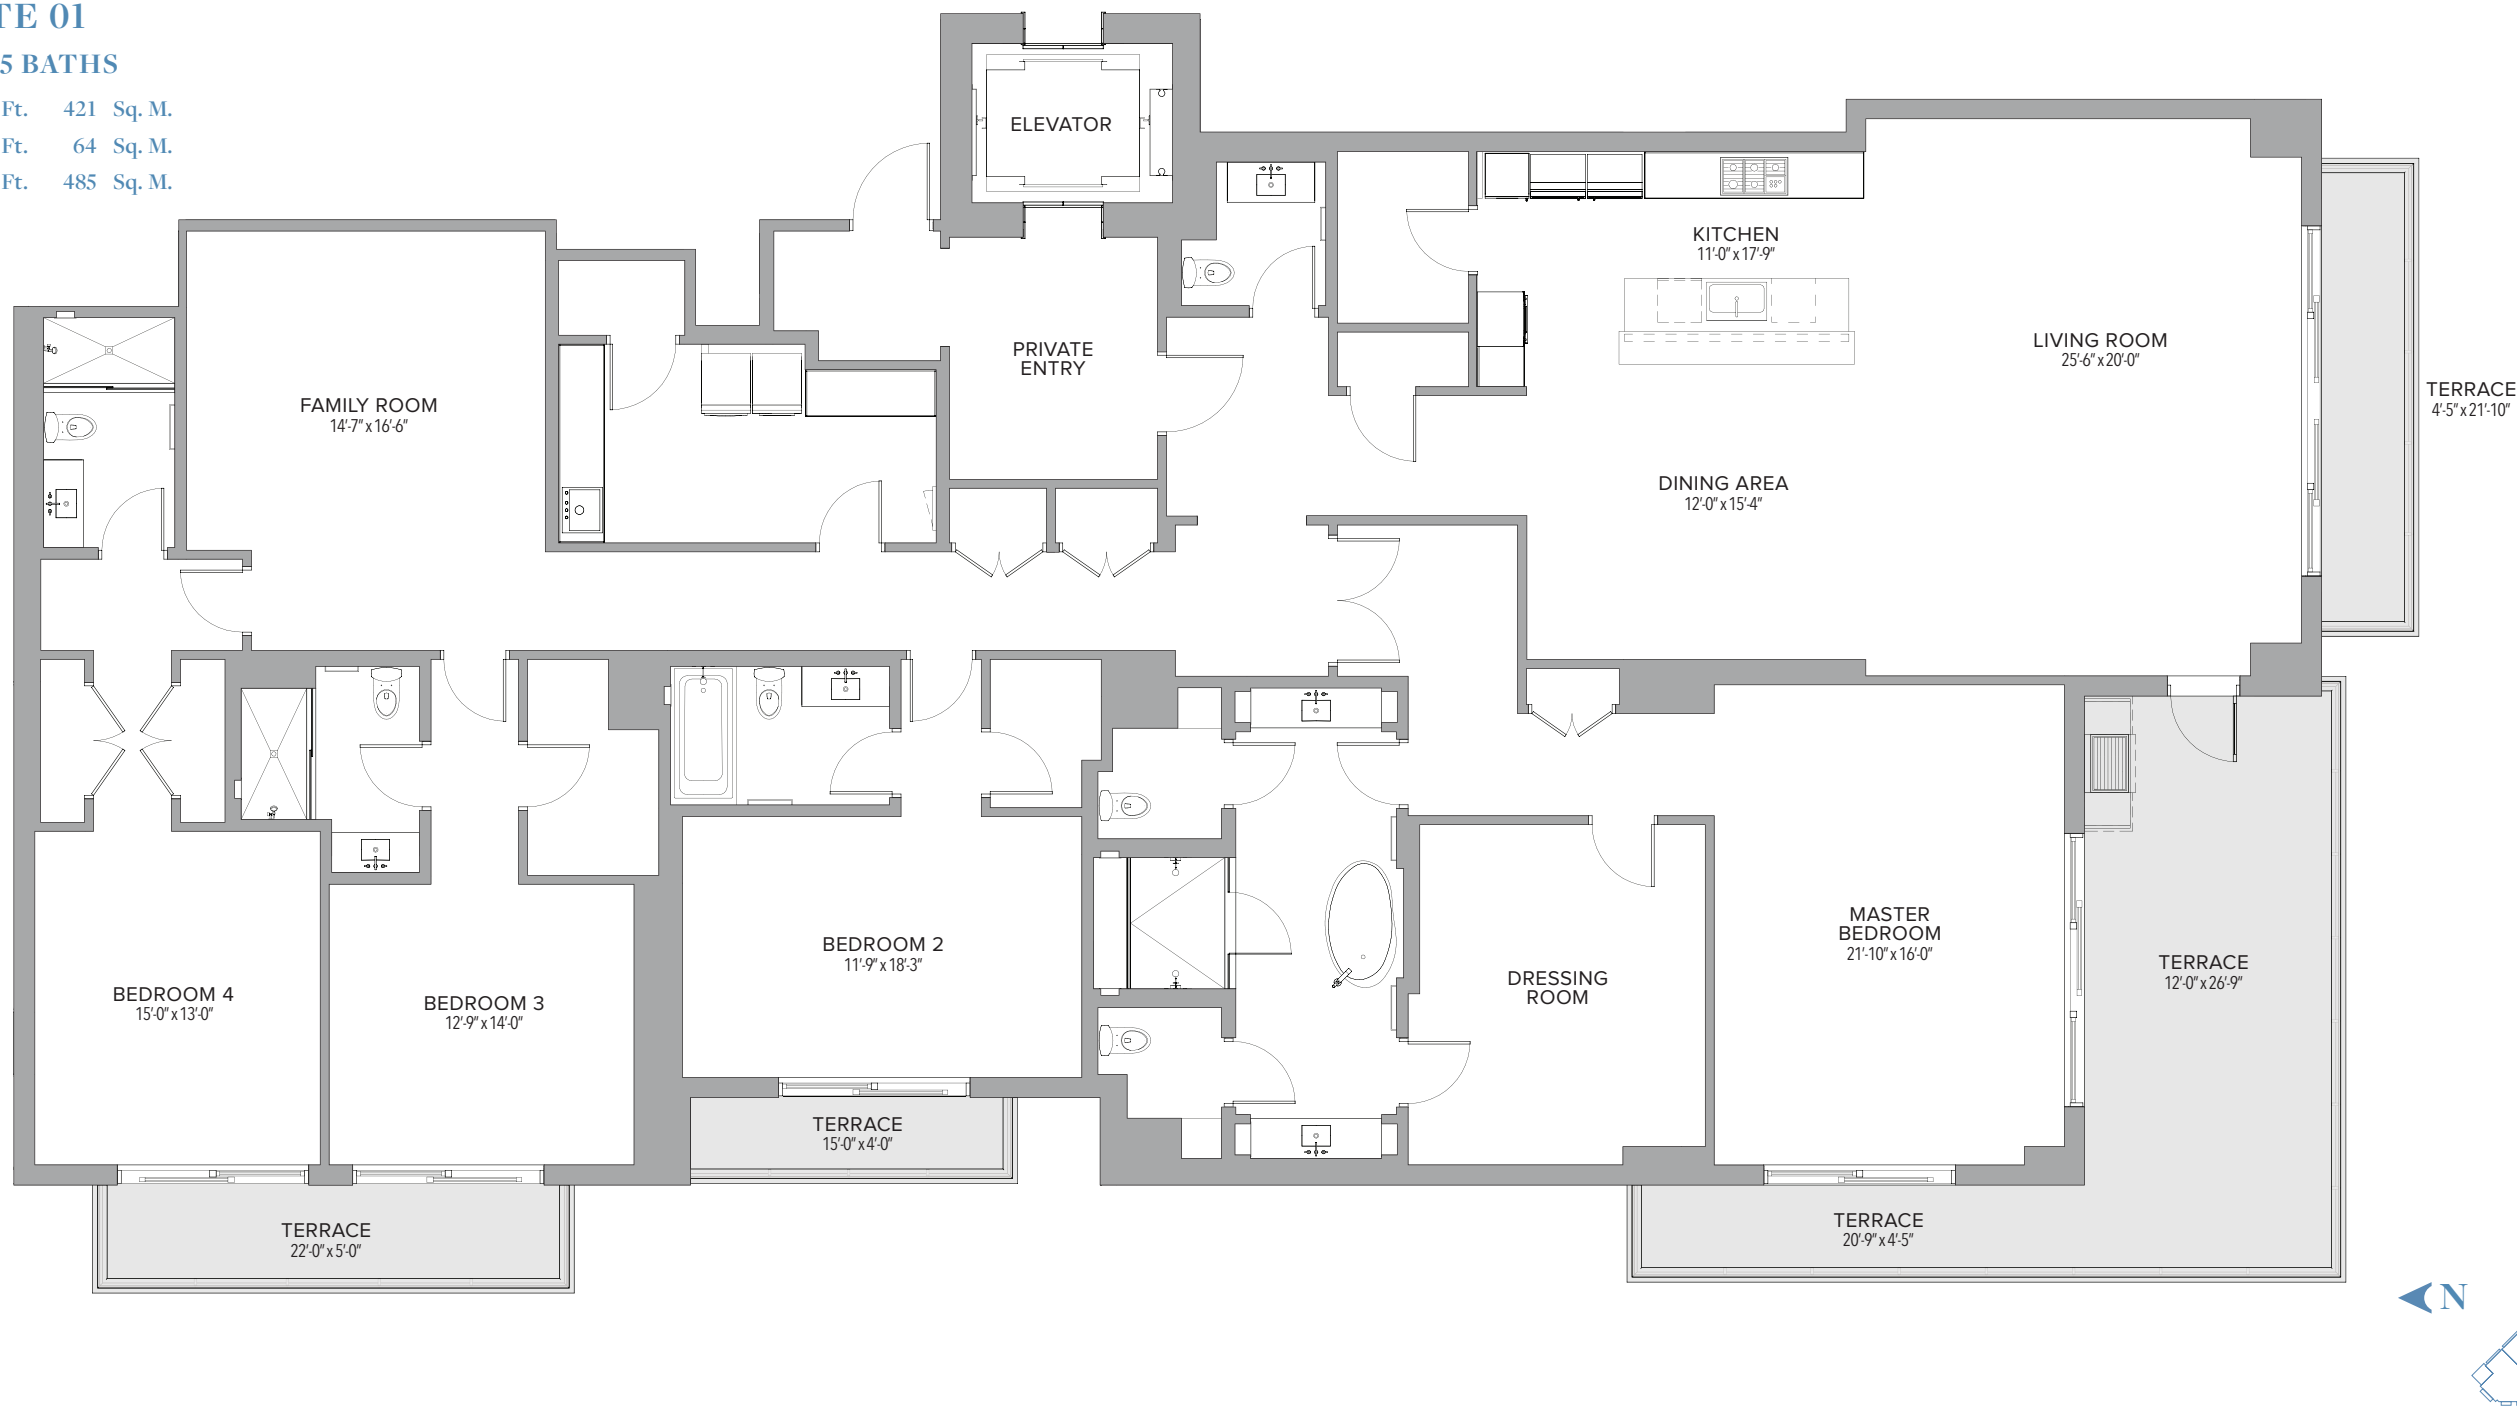 TE 01
5 BATHS
Ft. 421 Sq. M.
Ft. 64 Sq. M.
Ft. 485 Sq. M.
ELEVATOR
KITCHEN
11'-0" x 17'-9"
LIVING ROOM
25'-6" x 20'-0"
TERRACE
4'-5" x 21'-10"
PRIVATE
ENTRY
FAMILY ROOM
14'-7" x 16'-6"
DINING AREA
12'-0" x 15'-4"
MASTER
BEDROOM
21'-10" x 16'-0"
TERRACE
12'-0" x 26'-9"
DRESSING
ROOM
BEDROOM 2
11'-9" x 18'-3"
BEDROOM 3
12'-9" x 14'-0"
BEDROOM 4
15'-0" x 13'-0"
TERRACE
15'-0" x 4'-0"
TERRACE
22'-0" x 5'-0"
TERRACE
20'-9" x 4'-5"
N